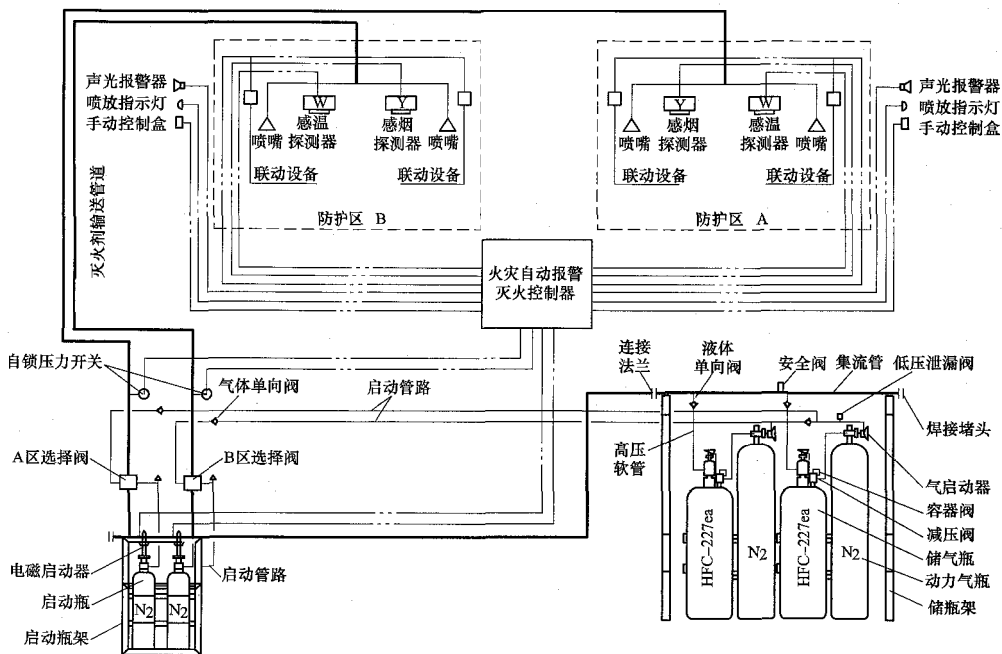 声光报警器
喷放指示灯
手动控制盒
灭火剂输送管道
W
Y
喷嘴
感温
探测器
感烟
探测器
喷嘴
联动设备
联动设备
防护区 B
Y
W
喷嘴
感烟
探测器
感温
探测器
喷嘴
联动设备
联动设备
防护区 A
声光报警器
喷放指示灯
手动控制盒
火灾自动报警
灭火控制器
自锁压力开关
气体单向阀
启动管路
A区选择阀
B区选择阀
电磁启动器
启动瓶
启动瓶架
启动管路
N2
N2
连接
法兰
液体
单向阀
安全阀
集流管
低压泄漏阀
焊接堵头
高压
软管
气启动器
容器阀
减压阀
储气瓶
动力气瓶
储瓶架
HFC-227ea
N2
HFC-227ea
N2